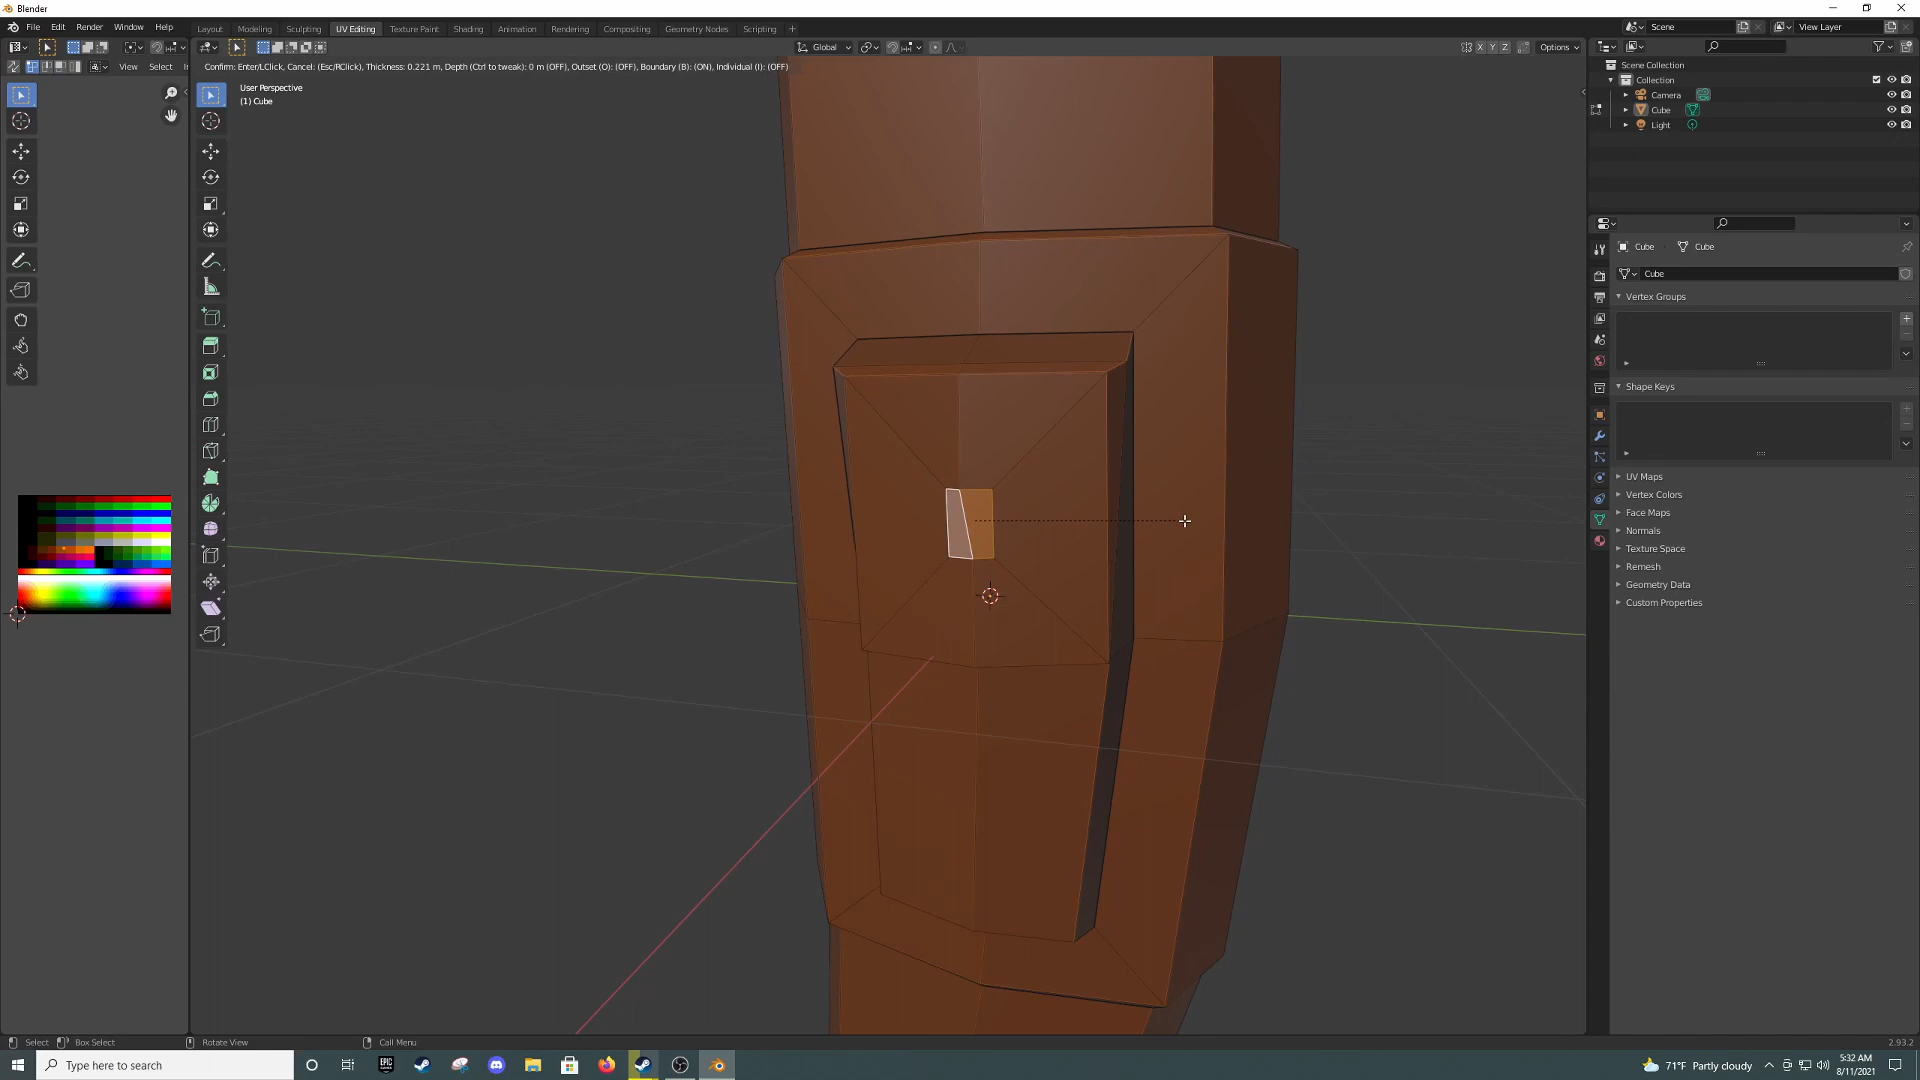 Blender
File Edit Render Window Help Layout Modeling Sculpting UV Editing Texture Paint Shading Animation Rendering Compositing Geometry Nodes Scripting + Scene View Layer
Global X Y Z Options
View Select
Confirm: Enter/LClick, Cancel: (Esc/RClick), Thickness: 0.221 m, Depth (Ctrl to tweak): 0 m (OFF), Outset (O): (OFF), Boundary (B): (ON), Individual (I): (OFF)
User Perspective
(1) Cube
Scene Collection
Collection
Camera
Cube
Light
Cube Cube
Cube
Vertex Groups
Shape Keys
UV Maps
Vertex Colors
Face Maps
Normals
Texture Space
Remesh
Geometry Data
Custom Properties
Select Box Select Rotate View Call Menu 2.93.2
Type here to search
EPIC GAMES
71°F Partly cloudy
5:32 AM
8/11/2021